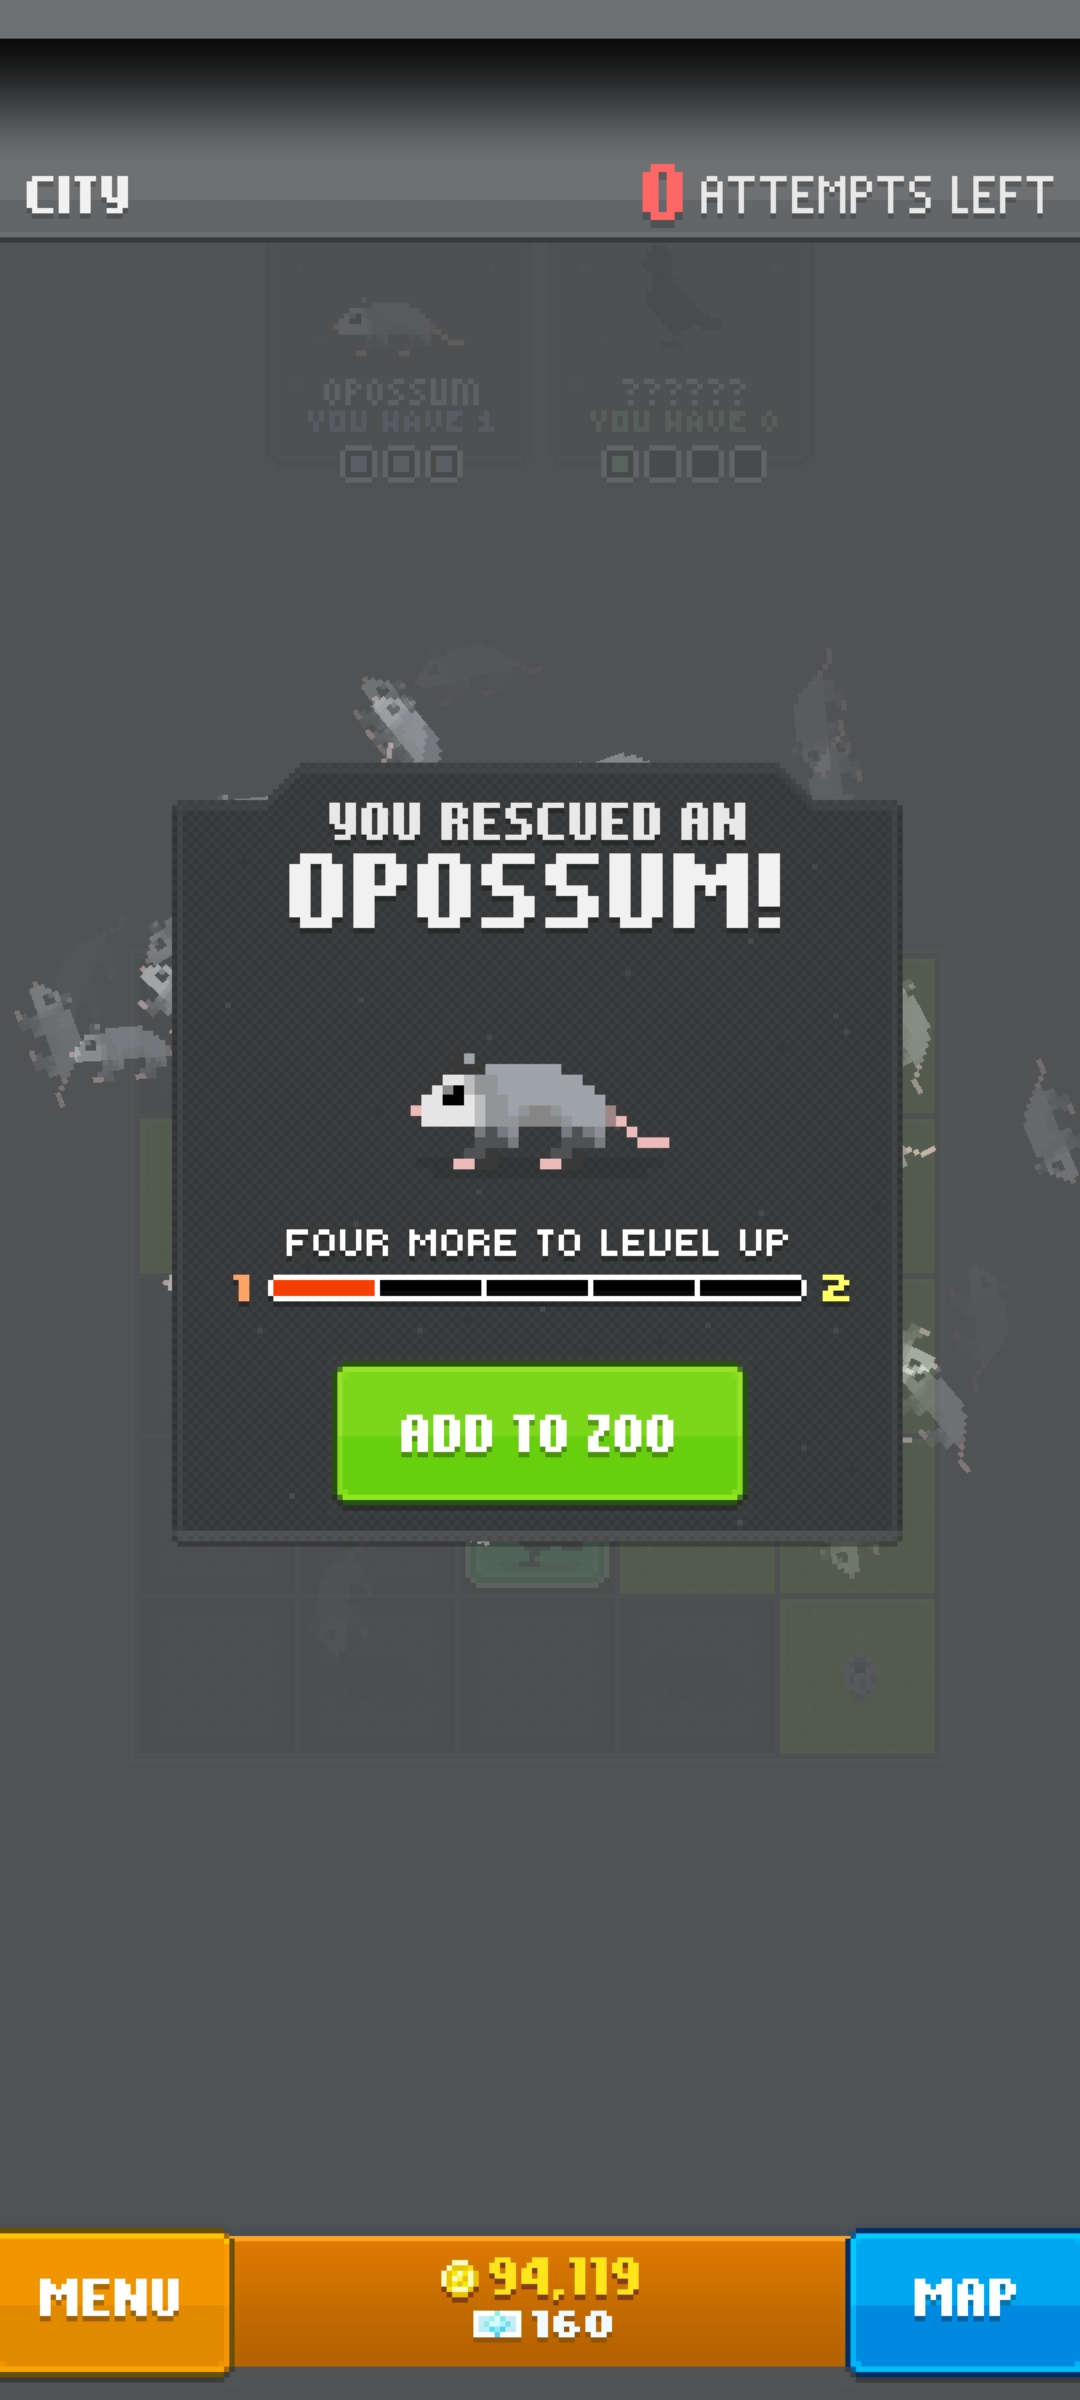 CITY
0 ATTEMPTS LEFT
OPOSSUM
YOU HAVE 1
??????
YOU HAVE 0
YOU RESCUED AN
OPOSSUM!
FOUR MORE TO LEVEL UP
1
2
ADD TO ZOO
MENU
94,119
160
MAP